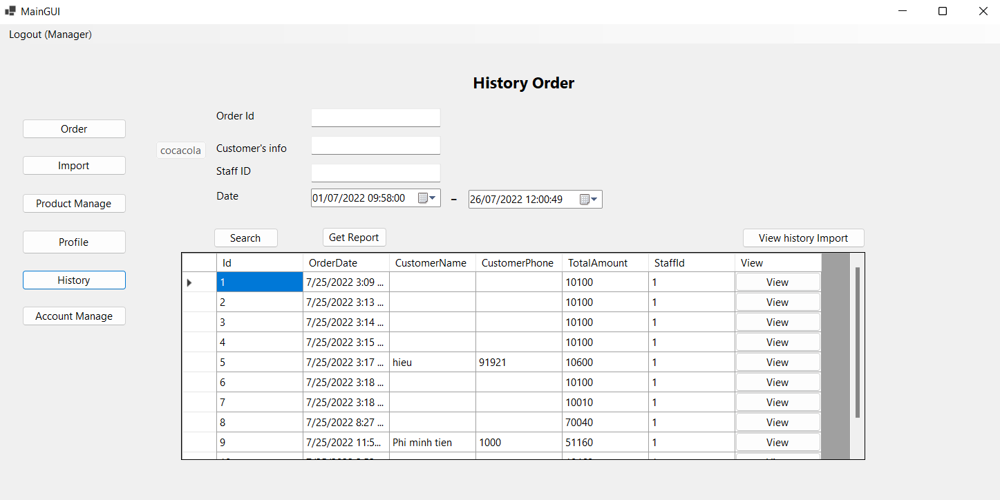 MainGUI
Logout (Manager)
History Order
Order Id
Order
cocacola
Customer's info
Import
Staff ID
Date
01/07/2022 09:58:00
–
26/07/2022 12:00:49
Product Manage
Search
Get Report
View history Import
Profile
Id OrderDate CustomerName CustomerPhone TotalAmount StaffId View
History
1 7/25/2022 3:09 ... 10100 1 View
2 7/25/2022 3:13 ... 10100 1 View
Account Manage
3 7/25/2022 3:14 ... 10100 1 View
4 7/25/2022 3:15 ... 10100 1 View
5 7/25/2022 3:17 ... hieu 91921 10600 1 View
6 7/25/2022 3:18 ... 10100 1 View
7 7/25/2022 3:18 ... 10010 1 View
8 7/25/2022 8:27 ... 70040 1 View
9 7/25/2022 11:5... Phi minh tien 1000 51160 1 View